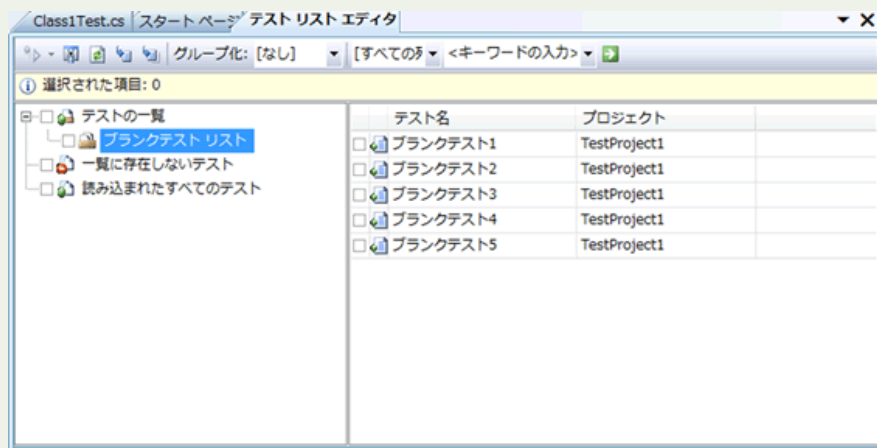 Class1Test.cs スタート ページ テスト リスト エディタ
グループ化: [なし] [すべての列 <キーワードの入力>
選択された項目: 0
テストの一覧
ブランクテスト リスト
一覧に存在しないテスト
読み込まれたすべてのテスト
テスト名 プロジェクト
ブランクテスト1 TestProject1
ブランクテスト2 TestProject1
ブランクテスト3 TestProject1
ブランクテスト4 TestProject1
ブランクテスト5 TestProject1